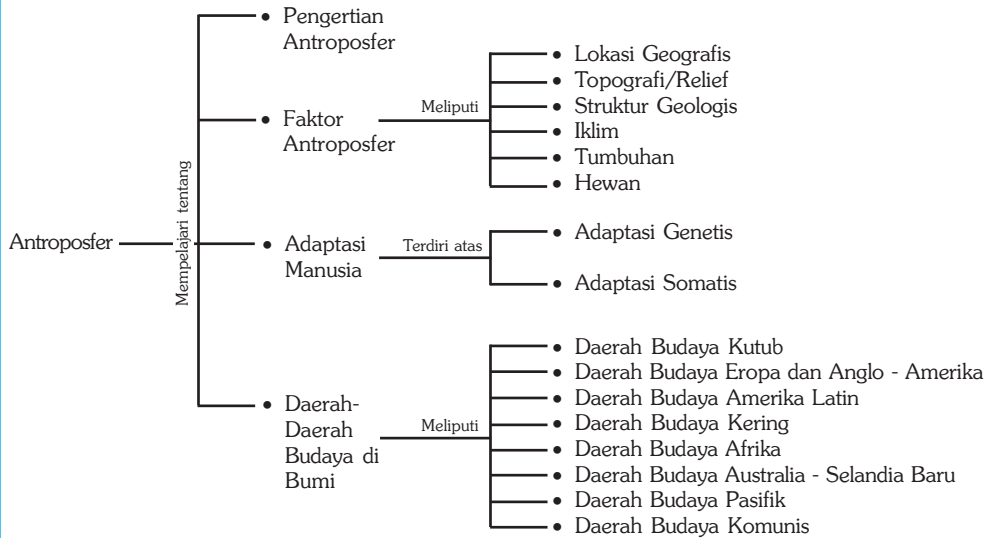 Antroposfer
Mempelajari tentang
• Pengertian
Antroposfer
• Faktor
Antroposfer
Meliputi
• Lokasi Geografis
• Topografi/Relief
• Struktur Geologis
• Iklim
• Tumbuhan
• Hewan
• Adaptasi
Manusia
Terdiri atas
• Adaptasi Genetis
• Adaptasi Somatis
• Daerah-
Daerah
Budaya di
Bumi
Meliputi
• Daerah Budaya Kutub
• Daerah Budaya Eropa dan Anglo - Amerika
• Daerah Budaya Amerika Latin
• Daerah Budaya Kering
• Daerah Budaya Afrika
• Daerah Budaya Australia - Selandia Baru
• Daerah Budaya Pasifik
• Daerah Budaya Komunis